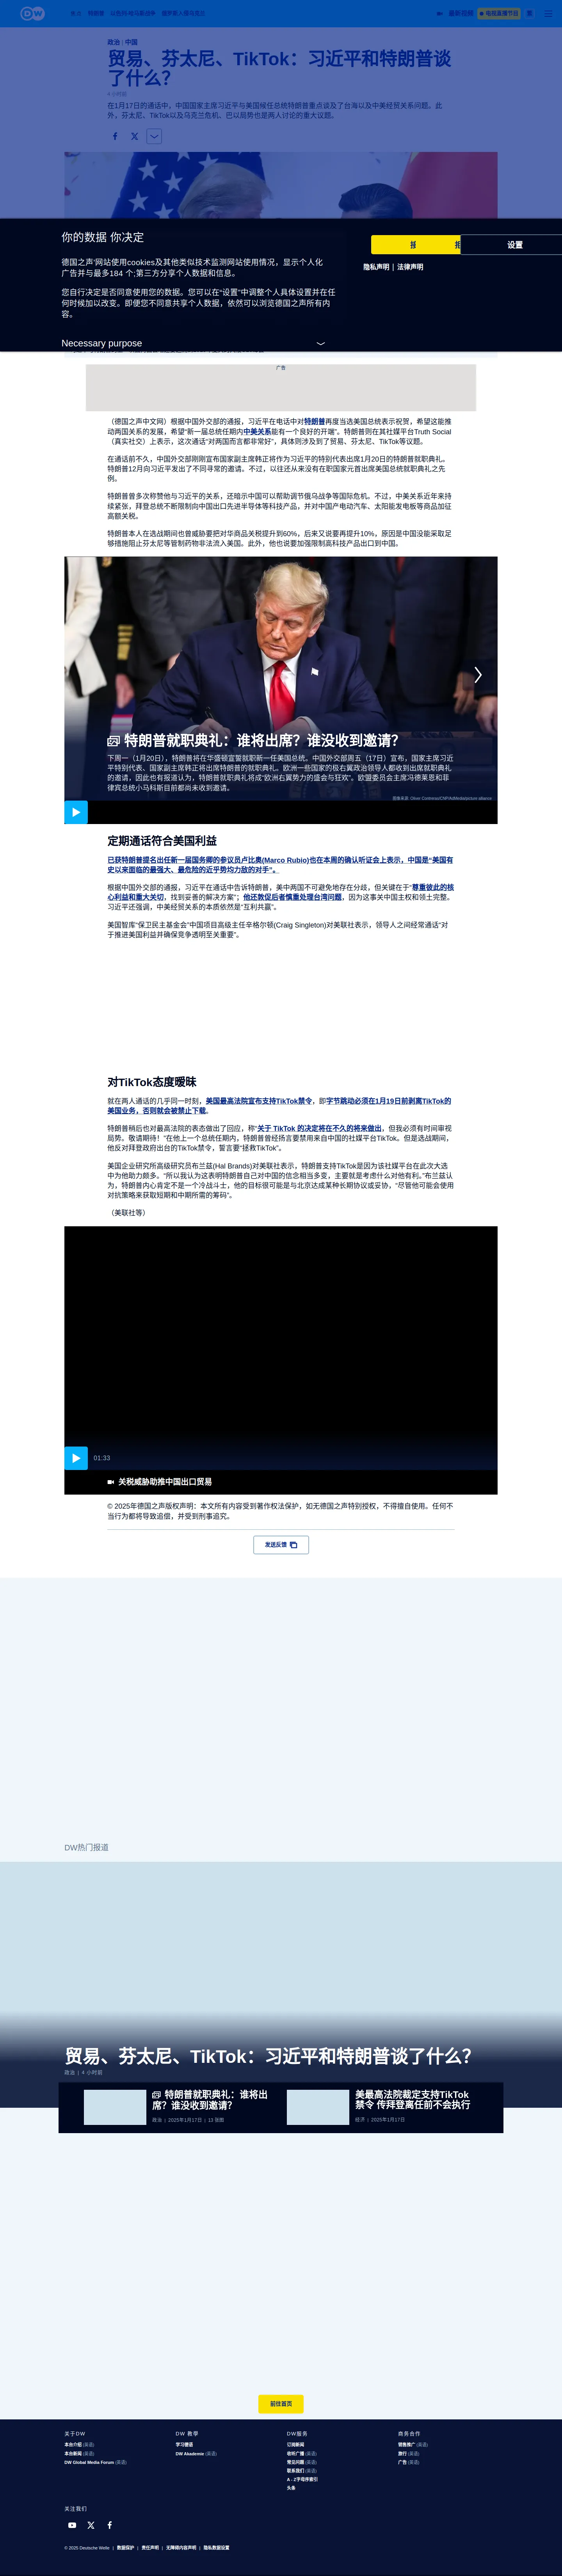 DW
最新视频
电视直播节目
政治 | 中国
贸易、芬太尼、TikTok：习近平和特朗普谈
了什么？
在1月17日的通话中，中国国家主席习近平与美国候任总统特朗普重点谈及了台海以及中美经贸关系问题。此
外，芬太尼、TikTok以及乌克兰危机、巴以局势也是两人讨论的重大议题。
你的数据 你决定
德国之声'网站使用cookies及其他类似技术监测网站使用情况，显示个人化
广告并与最多184 个;第三方分享个人数据和信息。
您自行决定是否同意使用您的数据。您可以在“设置”中调整个人具体设置并在任
何时候加以改变。即便您不同意共享个人数据，依然可以浏览德国之声所有内
容。
Necessary purpose
设置
隐私声明 | 法律声明
广告
（德国之声中文网）根据中国外交部的通报，习近平在电话中对特朗普再度当选美国总统表示祝贺，希望这能推
动两国关系的发展，希望“新一届总统任期内中美关系能有一个良好的开端”。特朗普则在其社媒平台Truth Social
（真实社交）上表示，这次通话“对两国而言都非常好”，具体则涉及到了贸易、芬太尼、TikTok等议题。
在通话前不久，中国外交部刚刚宣布国家副主席韩正将作为习近平的特别代表出席1月20日的特朗普就职典礼。
特朗普12月向习近平发出了不同寻常的邀请。不过，以往还从来没有在职国家元首出席美国总统就职典礼之先
例。
特朗普曾多次称赞他与习近平的关系，还暗示中国可以帮助调节俄乌战争等国际危机。不过，中美关系近年来持
续紧张，拜登总统不断限制向中国出口先进半导体等科技产品，并对中国产电动汽车、太阳能发电板等商品加征
高额关税。
特朗普本人在选战期间也曾威胁要把对华商品关税提升到60%，后来又说要再提升10%，原因是中国没能采取足
够措施阻止芬太尼等管制药物非法流入美国。此外，他也说要加强限制高科技产品出口到中国。
特朗普就职典礼：谁将出席？谁没收到邀请？
下周一（1月20日），特朗普将在华盛顿宣誓就职新一任美国总统。中国外交部周五（17日）宣布，国家主席习近
平特别代表、国家副主席韩正将出席特朗普的就职典礼。欧洲一些国家的极右翼政治领导人都收到出席就职典礼
的邀请，因此也有报道认为，特朗普就职典礼将成“欧洲右翼势力的盛会与狂欢”。欧盟委员会主席冯德莱恩和菲
律宾总统小马科斯目前都尚未收到邀请。
定期通话符合美国利益
已获特朗普提名出任新一届国务卿的参议员卢比奥(Marco Rubio)也在本周的确认听证会上表示，中国是“美国有
史以来面临的最强大、最危险的近乎势均力敌的对手”。
根据中国外交部的通报，习近平在通话中告诉特朗普，美中两国不可避免地存在分歧，但关键在于“尊重彼此的核
心利益和重大关切，找到妥善的解决方案”；他还敦促后者慎重处理台湾问题，因为这事关中国主权和领土完整。
习近平还强调，中美经贸关系的本质依然是“互利共赢”。
美国智库“保卫民主基金会”中国项目高级主任辛格尔顿(Craig Singleton)对美联社表示，领导人之间经常通话“对
于推进美国利益并确保竞争透明至关重要”。
对TikTok态度暧昧
就在两人通话的几乎同一时刻，美国最高法院宣布支持TikTok禁令，即字节跳动必须在1月19日前剥离TikTok的
美国业务，否则就会被禁止下载。
特朗普稍后也对最高法院的表态做出了回应，称“关于 TikTok 的决定将在不久的将来做出，但我必须有时间审视
局势。敬请期待！”在他上一个总统任期内，特朗普曾经扬言要禁用来自中国的社媒平台TikTok。但是选战期间，
他反对拜登政府出台的TikTok禁令，誓言要“拯救TikTok”。
美国企业研究所高级研究员布兰兹(Hal Brands)对美联社表示，特朗普支持TikTok是因为该社媒平台在此次大选
中为他助力颇多。“所以我认为这表明特朗普自己对中国的信念相当多变，主要就是考虑什么对他有利。”布兰兹认
为，特朗普内心肯定不是一个冷战斗士，他的目标很可能是与北京达成某种长期协议或妥协，“尽管他可能会使用
对抗策略来获取短期和中期所需的筹码”。
（美联社等）
01:33
关税威胁助推中国出口贸易
© 2025年德国之声版权声明：本文所有内容受到著作权法保护，如无德国之声特别授权，不得擅自使用。任何不
当行为都将导致追偿，并受到刑事追究。
发送反馈
DW热门报道
贸易、芬太尼、TikTok：习近平和特朗普谈了什么？
政治 | 4 小时前
特朗普就职典礼：谁将出
席？谁没收到邀请？
政治 | 2025年1月17日 | 13 张图
美最高法院裁定支持TikTok
禁令 传拜登离任前不会执行
经济 | 2025年1月17日
前往首页
关于DW
本台介绍 (英语)
本台新闻 (英语)
DW Global Media Forum (英语)
DW 教学
学习德语
DW Akademie (英语)
DW服务
订阅新闻
收听广播 (英语)
常见问题 (英语)
联系我们 (英语)
A - Z字母序索引
头条
商务合作
销售推广 (英语)
旅行 (英语)
广告 (英语)
关注我们
© 2025 Deutsche Welle | 数据保护 | 责任声明 | 无障碍内容声明 | 隐私数据设置